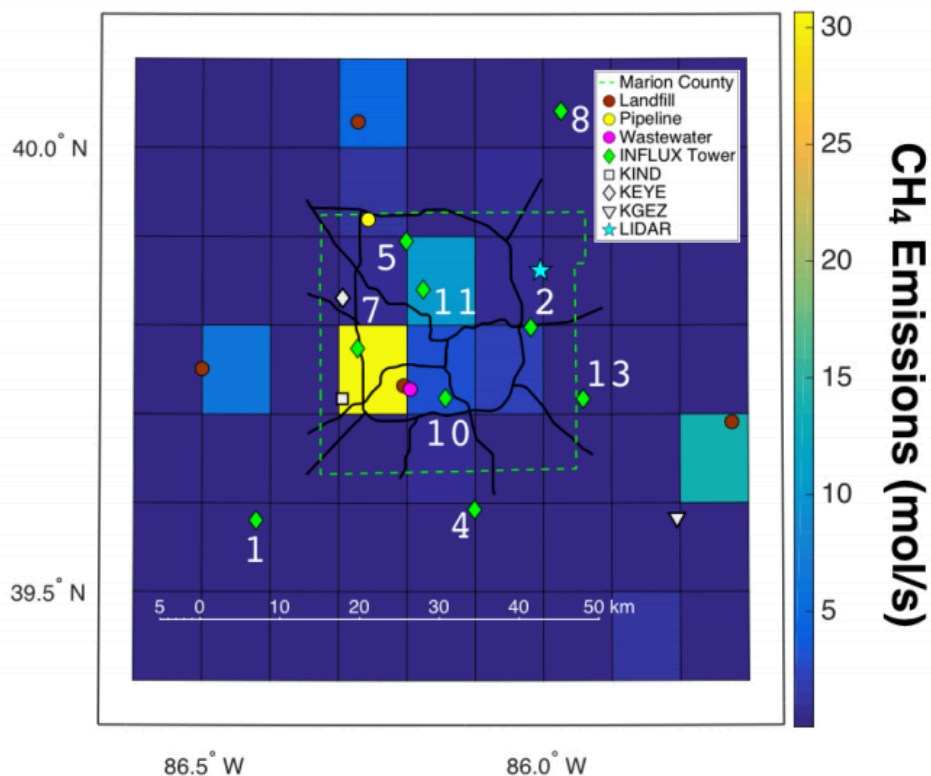 30
Marion County
Landfill
Pipeline
Wastewater
INFLUX Tower
KIND
KEYE
KGEZ
LIDAR
8
40.0° N
25
20
15
10
5
CH₄ Emissions (mol/s)
5
11
2
7
13
10
4
1
39.5° N
5 0 10 20 30 40 50 km
86.5° W 86.0° W